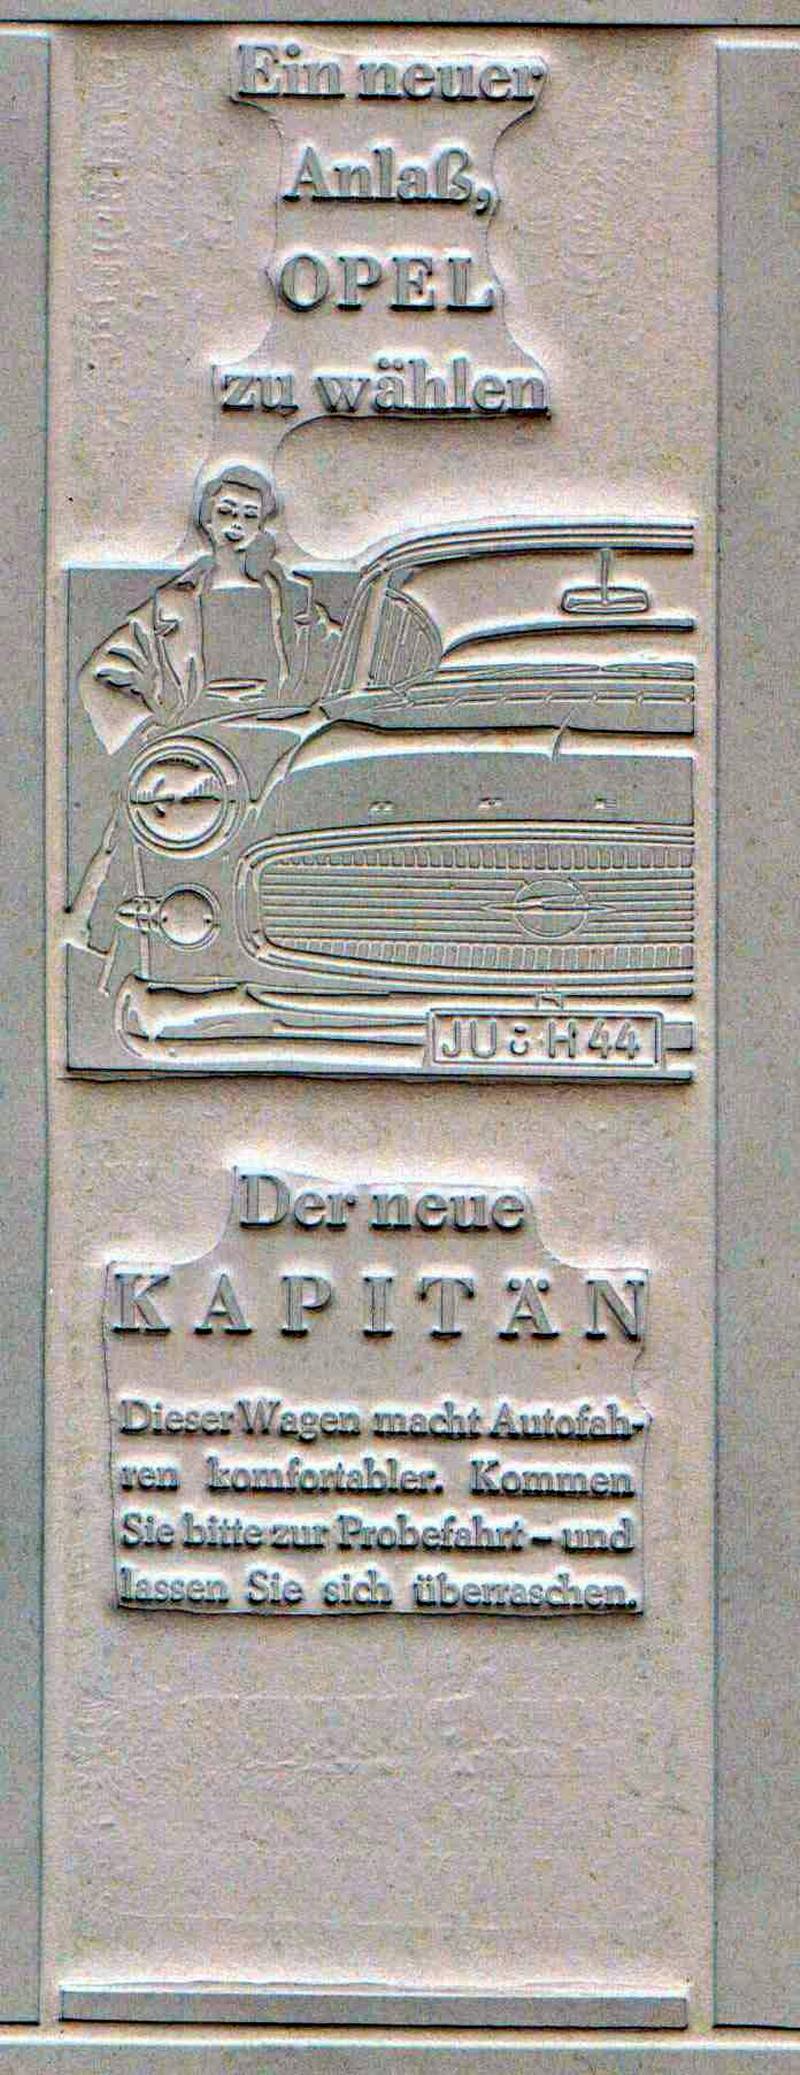 Ein neuer
Anlaß,
OPEL
zu wählen
JU H 44
Der neue
KAPITÄN
Dieser Wagen macht Autofah-
ren komfortabler. Kommen
Sie bitte zur Probefahrt – und
lassen Sie sich überraschen.